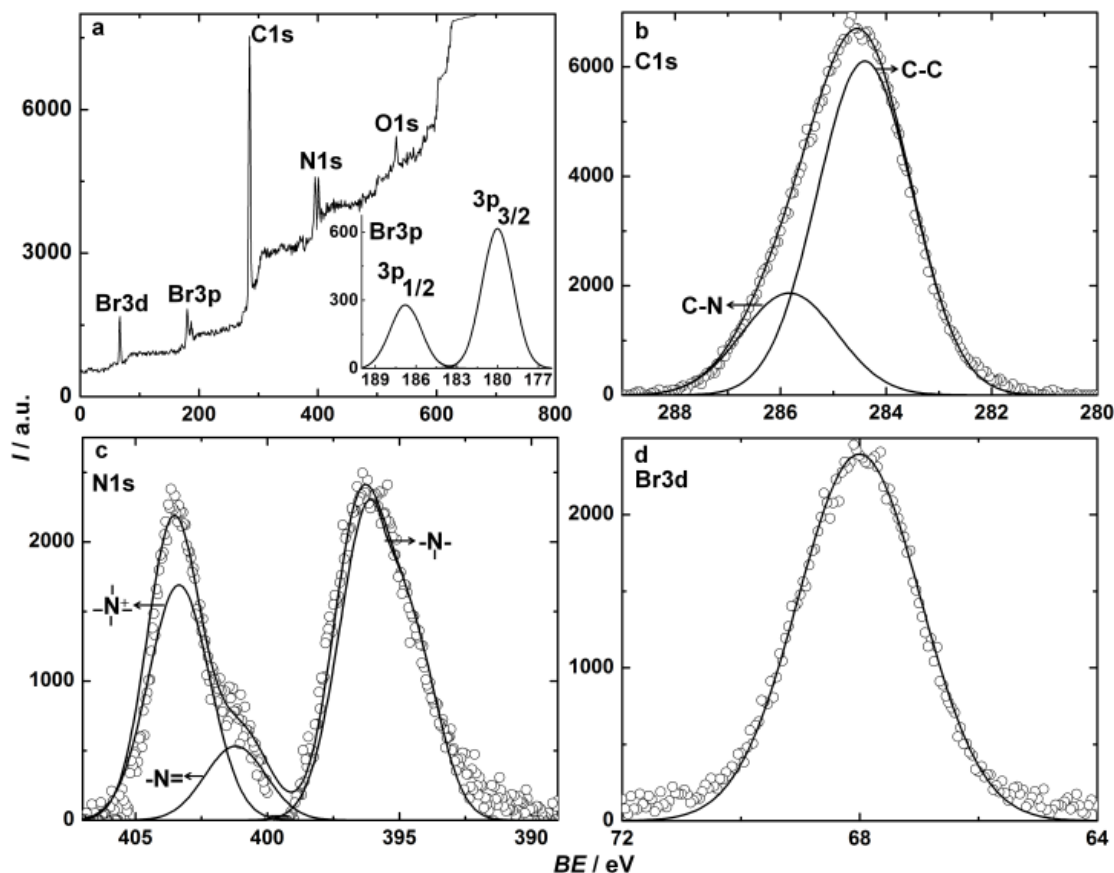 a
C1s
O1s
N1s
Br3d
Br3p
6000
3000
0
0 200 400 600 800
Br3p
3p1/2
3p3/2
600
300
0
189 186 183 180 177
b
C1s
C-C
C-N
6000
4000
2000
0
288 286 284 282 280
I / a.u.
c
N1s
-N±
-N=
-N-
2000
1000
0
405 400 395 390
d
Br3d
2000
1000
0
72 68 64
BE / eV